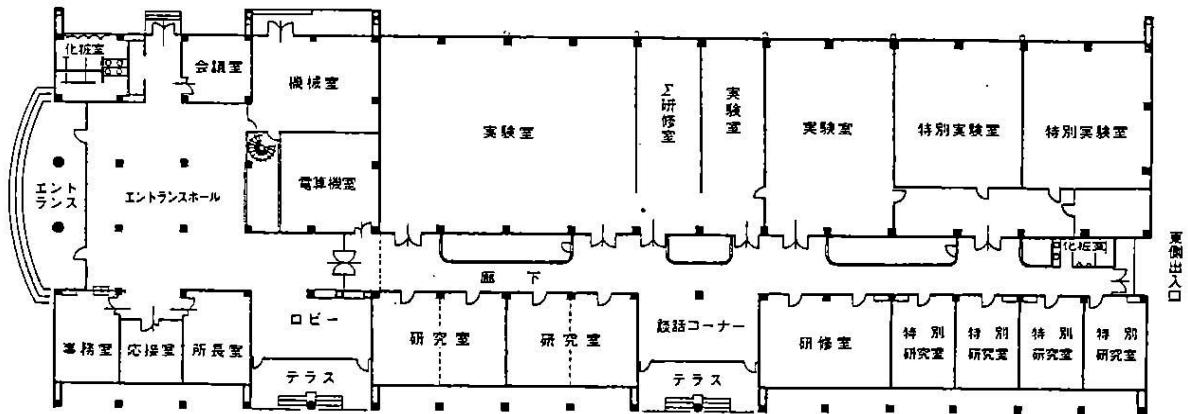 化粧室
会議室
機械室
実験室
Σ研修室
実験室
実験室
特別実験室
特別実験室
エント
ランス
エントランスホール
電算機室
化粧室
東側出入口
廊下
ロビー
談話コーナー
事務室
応接室
所長室
研究室
研究室
研修室
特別
研究室
特別
研究室
特別
研究室
特別
研究室
テラス
テラス